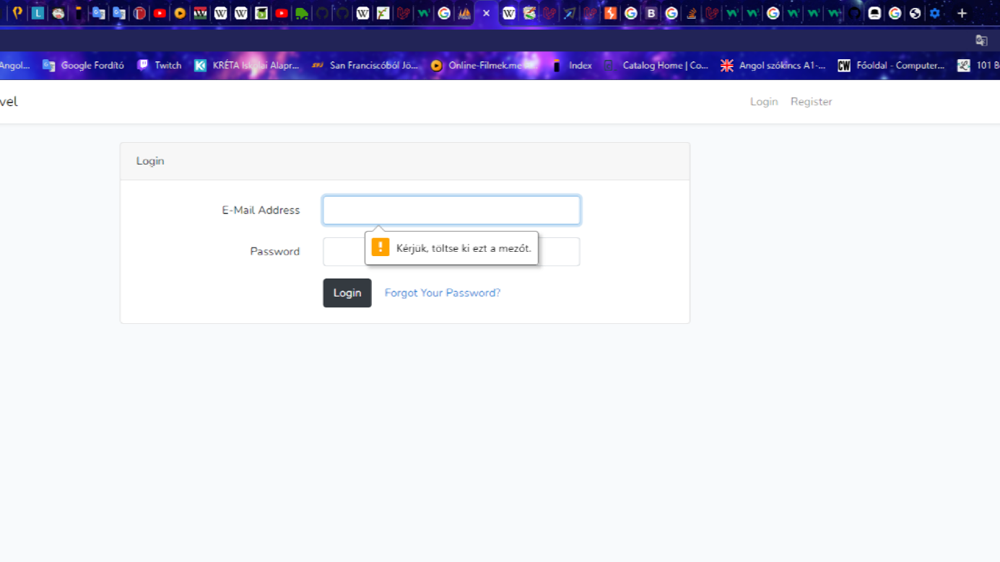 Angol... Google Fordító Twitch KRÉTA Iskolai Alapr... San Franciscóból Jö... Online-Filmek.me Index Catalog Home | Co... Angol szókincs A1-... CW Főoldal - Computer... 101 B
vel Login Register
Login
E-Mail Address
Kérjük, töltse ki ezt a mezőt.
Password
Login Forgot Your Password?